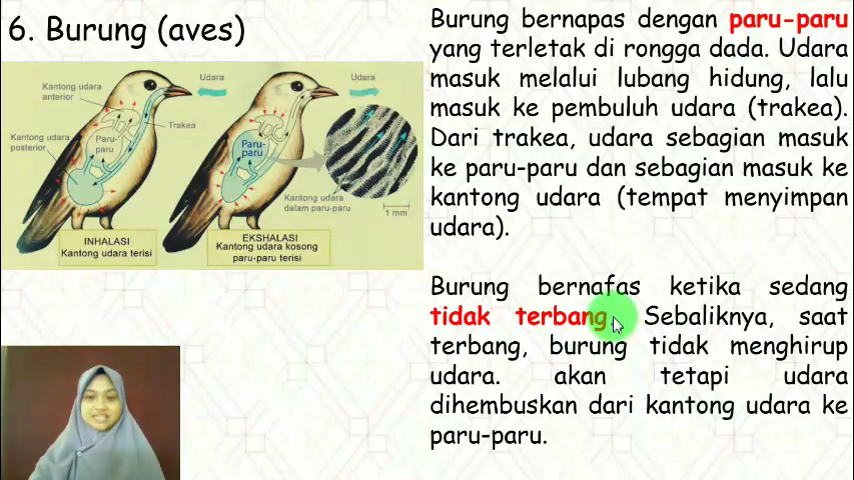 6. Burung (aves)
Udara
Udara
Kantong udara
anterior
Trakea
Kantong udara
posterior
Paru-
paru
Paru-
paru
Kantong udara
dalam paru-paru
1 mm
INHALASI
Kantong udara terisi
EKSHALASI
Kantong udara kosong
paru-paru terisi
Burung bernapas dengan paru-paru
yang terletak di rongga dada. Udara
masuk melalui lubang hidung, lalu
masuk ke pembuluh udara (trakea).
Dari trakea, udara sebagian masuk
ke paru-paru dan sebagian masuk ke
kantong udara (tempat menyimpan
udara).
Burung bernafas ketika sedang
tidak terbang. Sebaliknya, saat
terbang, burung tidak menghirup
udara. akan tetapi udara
dihembuskan dari kantong udara ke
paru-paru.